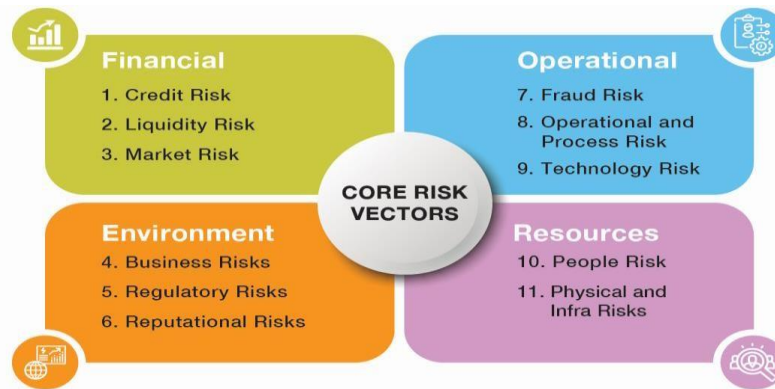 Financial
1. Credit Risk
2. Liquidity Risk
3. Market Risk
Operational
7. Fraud Risk
8. Operational and
Process Risk
9. Technology Risk
CORE RISK
VECTORS
Environment
4. Business Risks
5. Regulatory Risks
6. Reputational Risks
Resources
10. People Risk
11. Physical and
Infra Risks